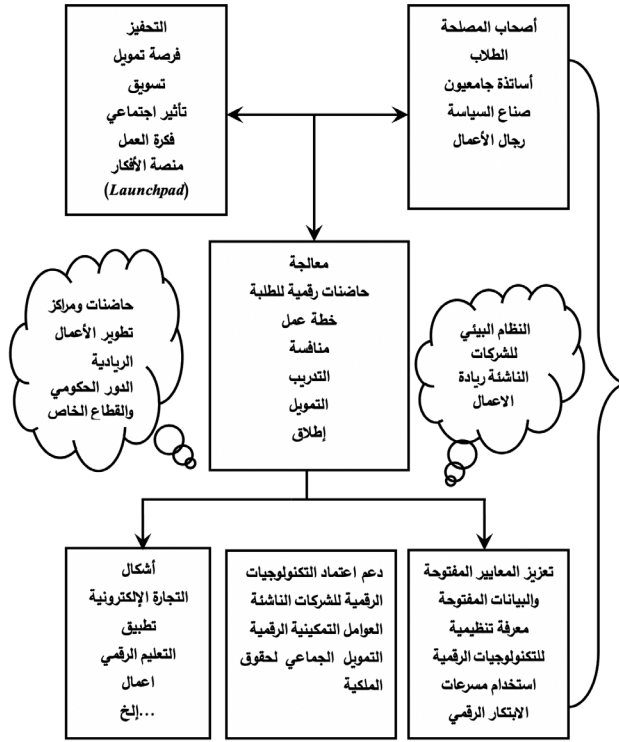 أصحاب المصلحة
الطلاب
أساتذة جامعيون
صناع السياسة
رجال الأعمال
التحفيز
فرصة تمويل
تسويق
تأثير اجتماعي
فكرة العمل
منصة الأفكار
(Launchpad)
معالجة
حاضنات رقمية للطلبة
خطة عمل
منافسة
التدريب
التمويل
إطلاق
النظام البيئي
للشركات
الناشئة ريادة
الاعمال
حاضنات ومراكز
تطوير الأعمال
الريادية
الدور الحكومي
والقطاع الخاص
تعزيز المعايير المفتوحة
والبيانات المفتوحة
معرفة تنظيمية
للتكنولوجيات الرقمية
استخدام مسرعات
الابتكار الرقمي
دعم اعتماد التكنولوجيات
الرقمية للشركات الناشئة
العوامل التمكينية الرقمية
التمويل الجماعي لحقوق
الملكية
أشكال
التجارة الإلكترونية
تطبيق
التعليم الرقمي
اعمال
...إلخ